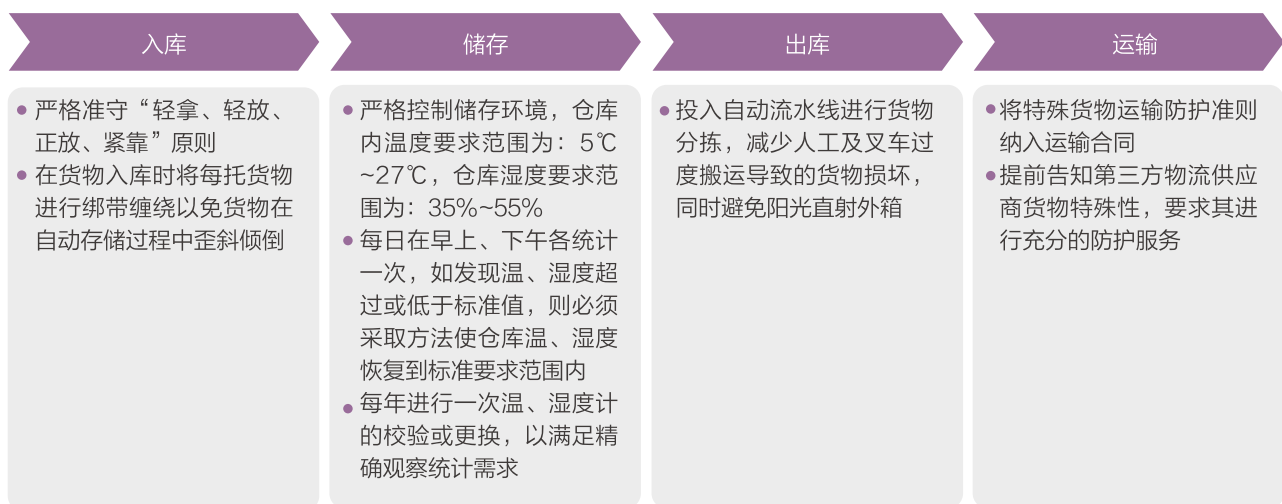 入库
严格准守“轻拿、轻放、
正放、紧靠”原则
在货物入库时将每托货物
进行绑带缠绕以免货物在
自动存储过程中歪斜倾倒
储存
严格控制储存环境，仓库
内温度要求范围为：5℃
~27℃，仓库湿度要求范
围为：35%~55%
每日在早上、下午各统计
一次，如发现温、湿度超
过或低于标准值，则必须
采取方法使仓库温、湿度
恢复到标准要求范围内
每年进行一次温、湿度计
的校验或更换，以满足精
确观察统计需求
出库
投入自动流水线进行货物
分拣，减少人工及叉车过
度搬运导致的货物损坏，
同时避免阳光直射外箱
运输
将特殊货物运输防护准则
纳入运输合同
提前告知第三方物流供应
商货物特殊性，要求其进
行充分的防护服务